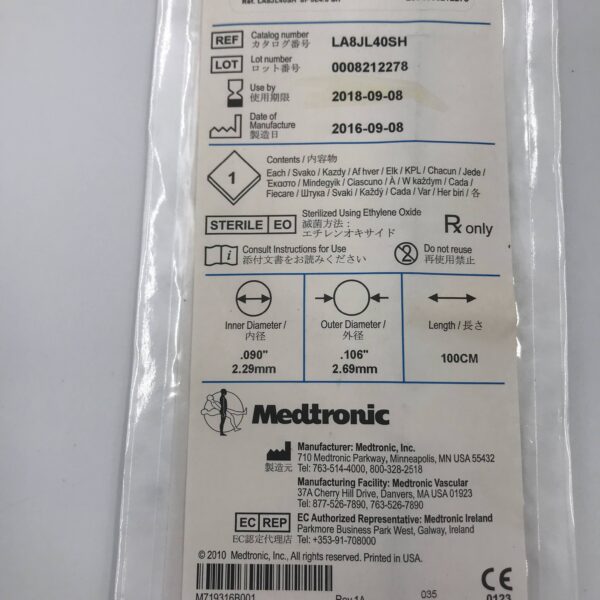 REF Catalog number LA8JL40SH
カタログ番号
LOT Lot number 0008212278
ロット番号
Use by 2018-09-08
使用期限
Date of
Manufacture 2016-09-08
製造日
Contents / 内容物
1
Each / Svako / Kazdy / Af hver / Elk / KPL / Chacun / Jede /
Έκαστο / Mindegyik / Ciascuno / Á / W każdym / Cada /
Fiecare / Штука / Svaki / Každý / Cada / Var / Her biri / 各
STERILE EO Sterilized Using Ethylene Oxide
滅菌方法：
エチレンオキサイド
Rx only
Consult Instructions for Use
添付文書をお読みください
2 Do not reuse
再使用禁止
Inner Diameter /
内径
.090"
2.29mm
Outer Diameter /
外径
.106"
2.69mm
Length / 長さ
100CM
Medtronic
Manufacturer: Medtronic, Inc.
710 Medtronic Parkway, Minneapolis, MN USA 55432
製造元 Tel: 763-514-4000, 800-328-2518
Manufacturing Facility: Medtronic Vascular
37A Cherry Hill Drive, Danvers, MA USA 01923
Tel: 877-526-7890, 763-526-7890
EC REP EC Authorized Representative: Medtronic Ireland
Parkmore Business Park West, Galway, Ireland
EC認定代理店 Tel: +353-91-708000
© 2010 Medtronic, Inc., All rights reserved. Printed in USA.
M719316B001 Rev 1A 035 CE
0123